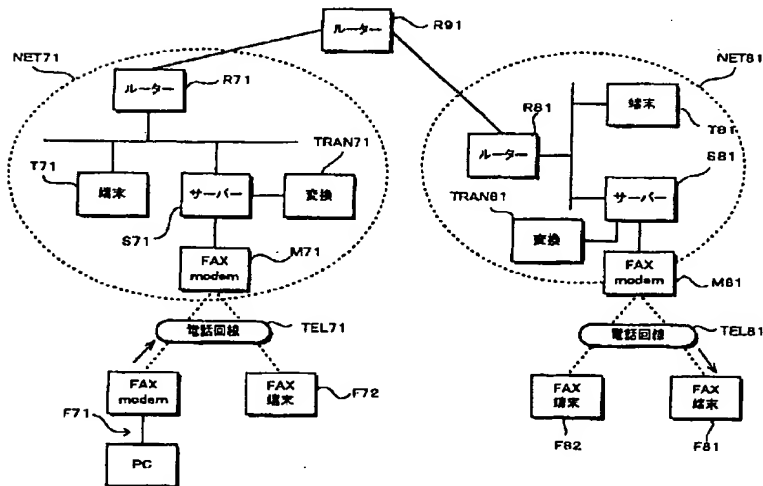 ルーター
R91
NET71
ルーター
R71
T71
端末
サーバー
S71
TRAN71
変換
FAX
modem
M71
電話回線
TEL71
FAX
modem
F71
PC
FAX
端末
F72
NET81
R81
ルーター
端末
T81
S81
サーバー
TRAN81
変換
FAX
modem
M81
電話回線
TEL81
FAX
端末
F82
FAX
端末
F81